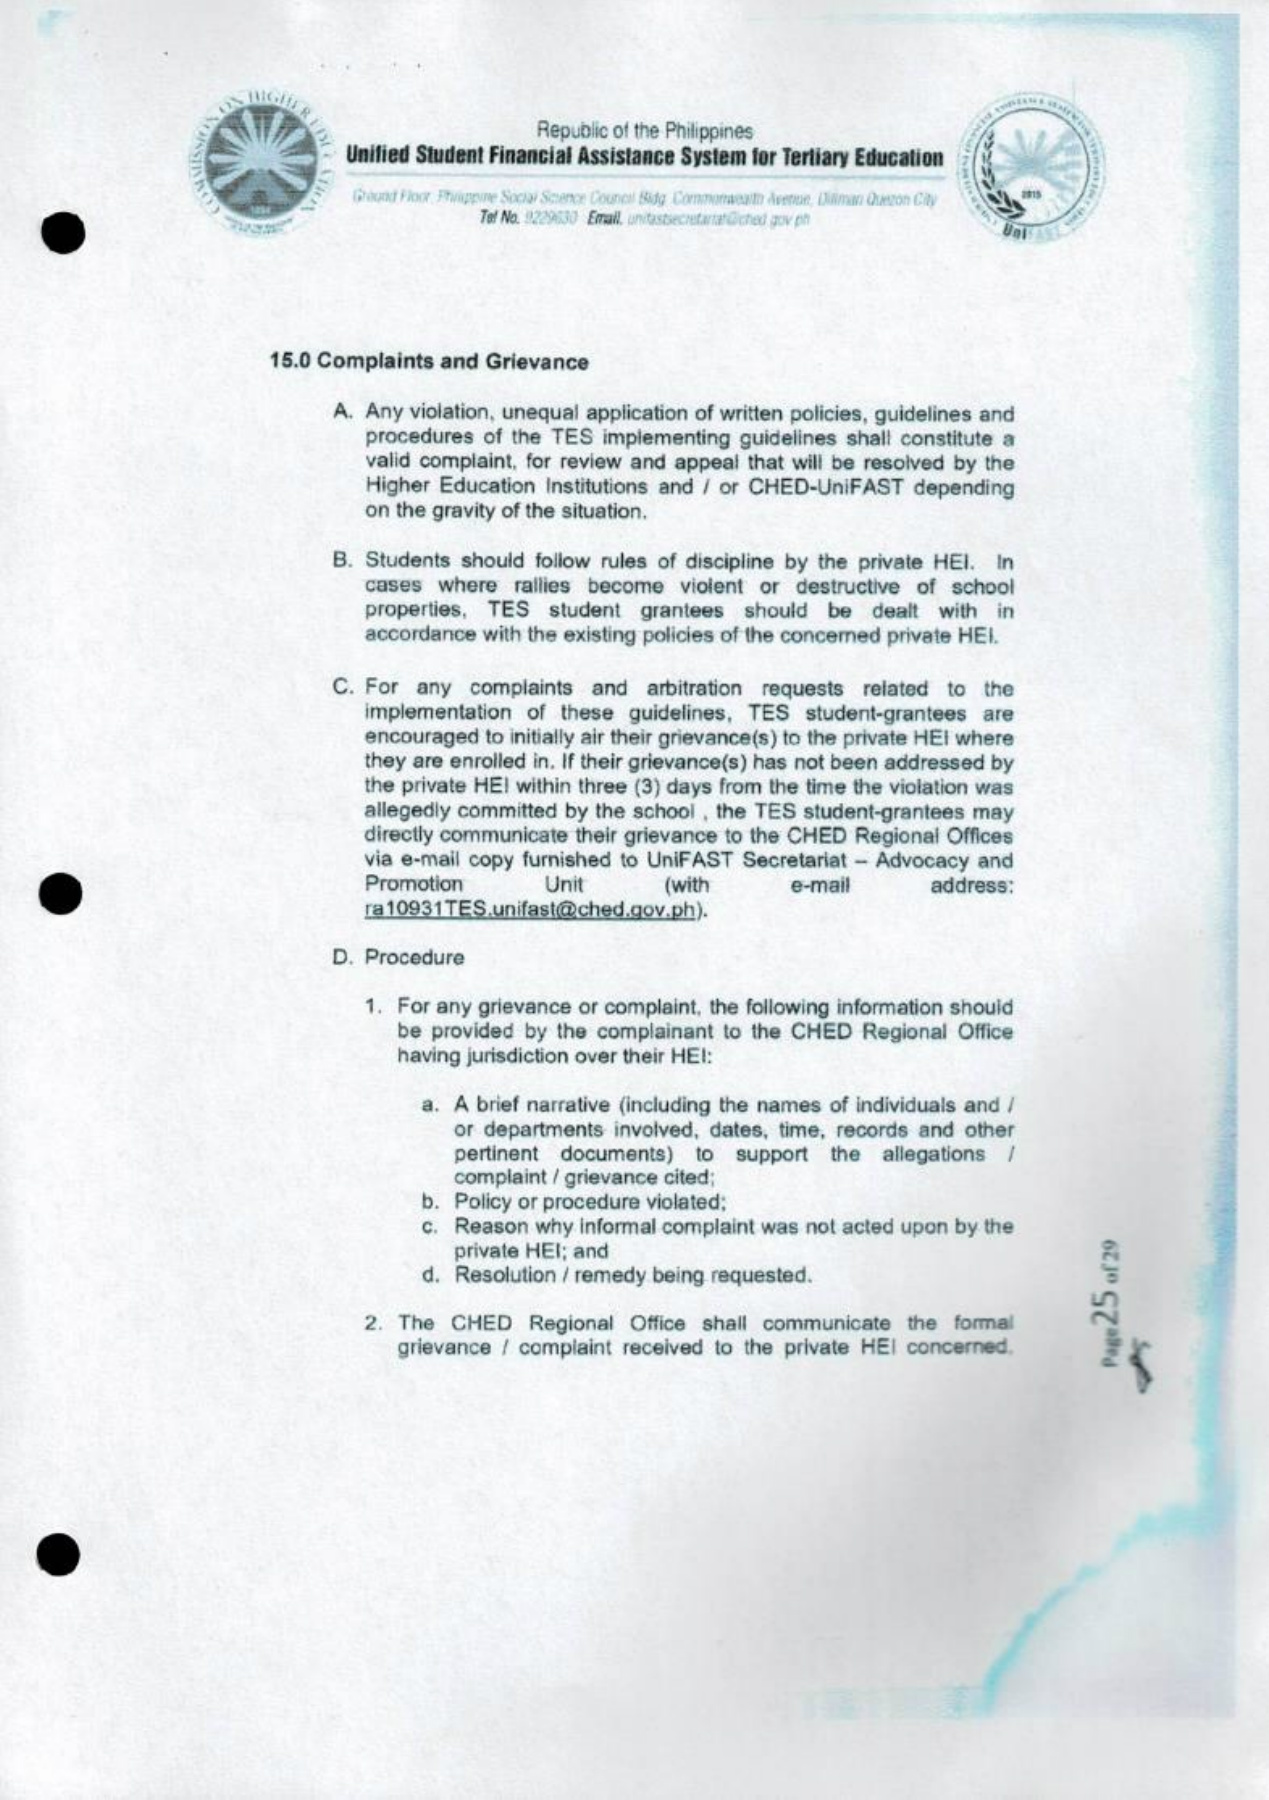 Republic of the Philippines
Unified Student Financial Assistance System for Tertiary Education
Ground Floor, Philippine Social Science Council Bldg. Commonwealth Avenue, Diliman Quezon City
Tel No. 9229630 Email. unifastsecretariat@ched.gov.ph
2015
UniFAST
15.0 Complaints and Grievance
A. Any violation, unequal application of written policies, guidelines and
procedures of the TES implementing guidelines shall constitute a
valid complaint, for review and appeal that will be resolved by the
Higher Education Institutions and / or CHED-UniFAST depending
on the gravity of the situation.
B. Students should follow rules of discipline by the private HEI. In
cases where rallies become violent or destructive of school
properties, TES student grantees should be dealt with in
accordance with the existing policies of the concerned private HEI.
C. For any complaints and arbitration requests related to the
implementation of these guidelines, TES student-grantees are
encouraged to initially air their grievance(s) to the private HEI where
they are enrolled in. If their grievance(s) has not been addressed by
the private HEI within three (3) days from the time the violation was
allegedly committed by the school , the TES student-grantees may
directly communicate their grievance to the CHED Regional Offices
via e-mail copy furnished to UniFAST Secretariat – Advocacy and
Promotion Unit (with e-mail address:
ra10931TES.unifast@ched.gov.ph).
D. Procedure
1. For any grievance or complaint, the following information should
be provided by the complainant to the CHED Regional Office
having jurisdiction over their HEI:
a. A brief narrative (including the names of individuals and /
or departments involved, dates, time, records and other
pertinent documents) to support the allegations /
complaint / grievance cited;
b. Policy or procedure violated;
c. Reason why informal complaint was not acted upon by the
private HEI; and
d. Resolution / remedy being requested.
2. The CHED Regional Office shall communicate the formal
grievance / complaint received to the private HEI concerned.
Page 25 of 29